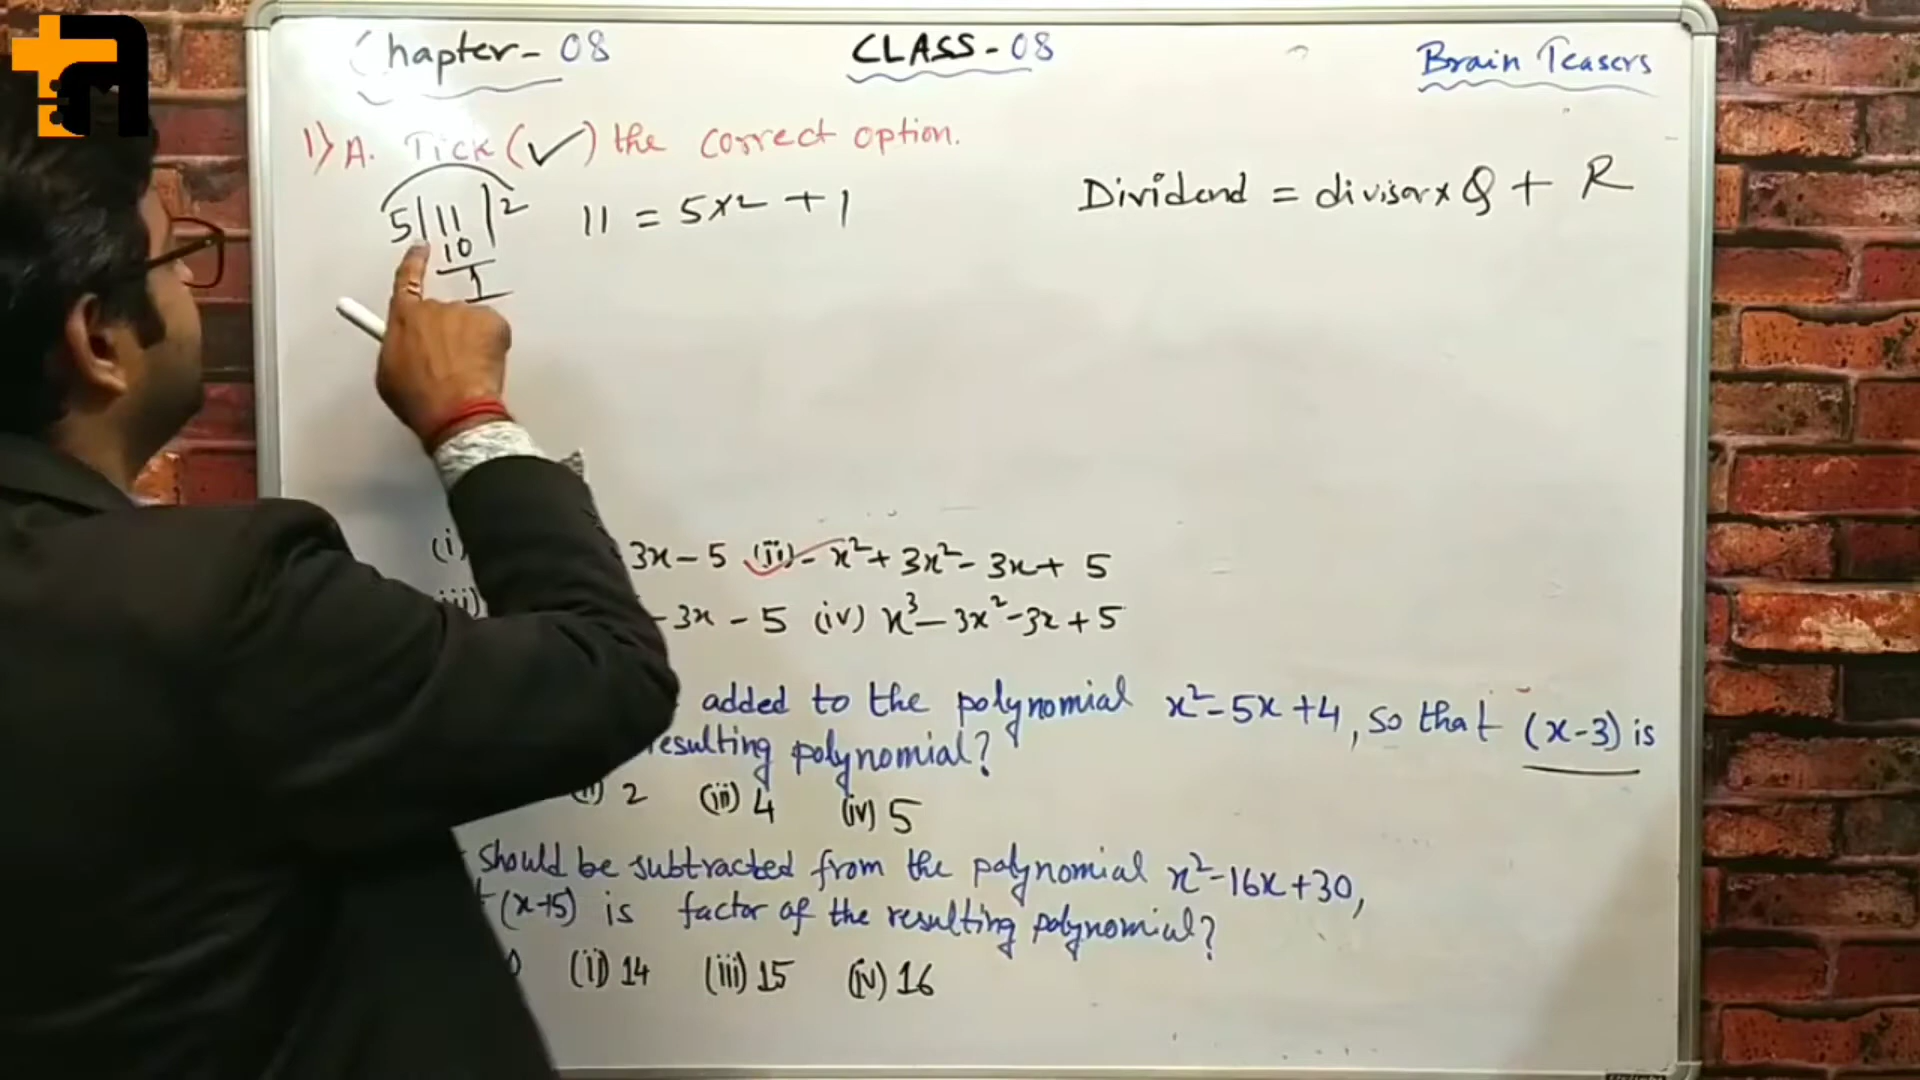 Chapter-08 CLASS-08 Brain Teasers
1) A. Tick (✓) the correct option.
5|11|2 11 = 5x2 + 1 Dividend = divisor x Q + R
10
1
(i) 3x-5 (ii) - x²+ 3x²- 3x+ 5
(iii) - 3x - 5 (iv) x³- 3x²-3x+5
added to the polynomial x²-5x+4, so that (x-3) is
resulting polynomial?
(ii) 2 (iii) 4 (iv) 5
should be subtracted from the polynomial x²-16x+30,
(x+5) is factor of the resulting polynomial?
(ii) 14 (iii) 15 (iv) 16